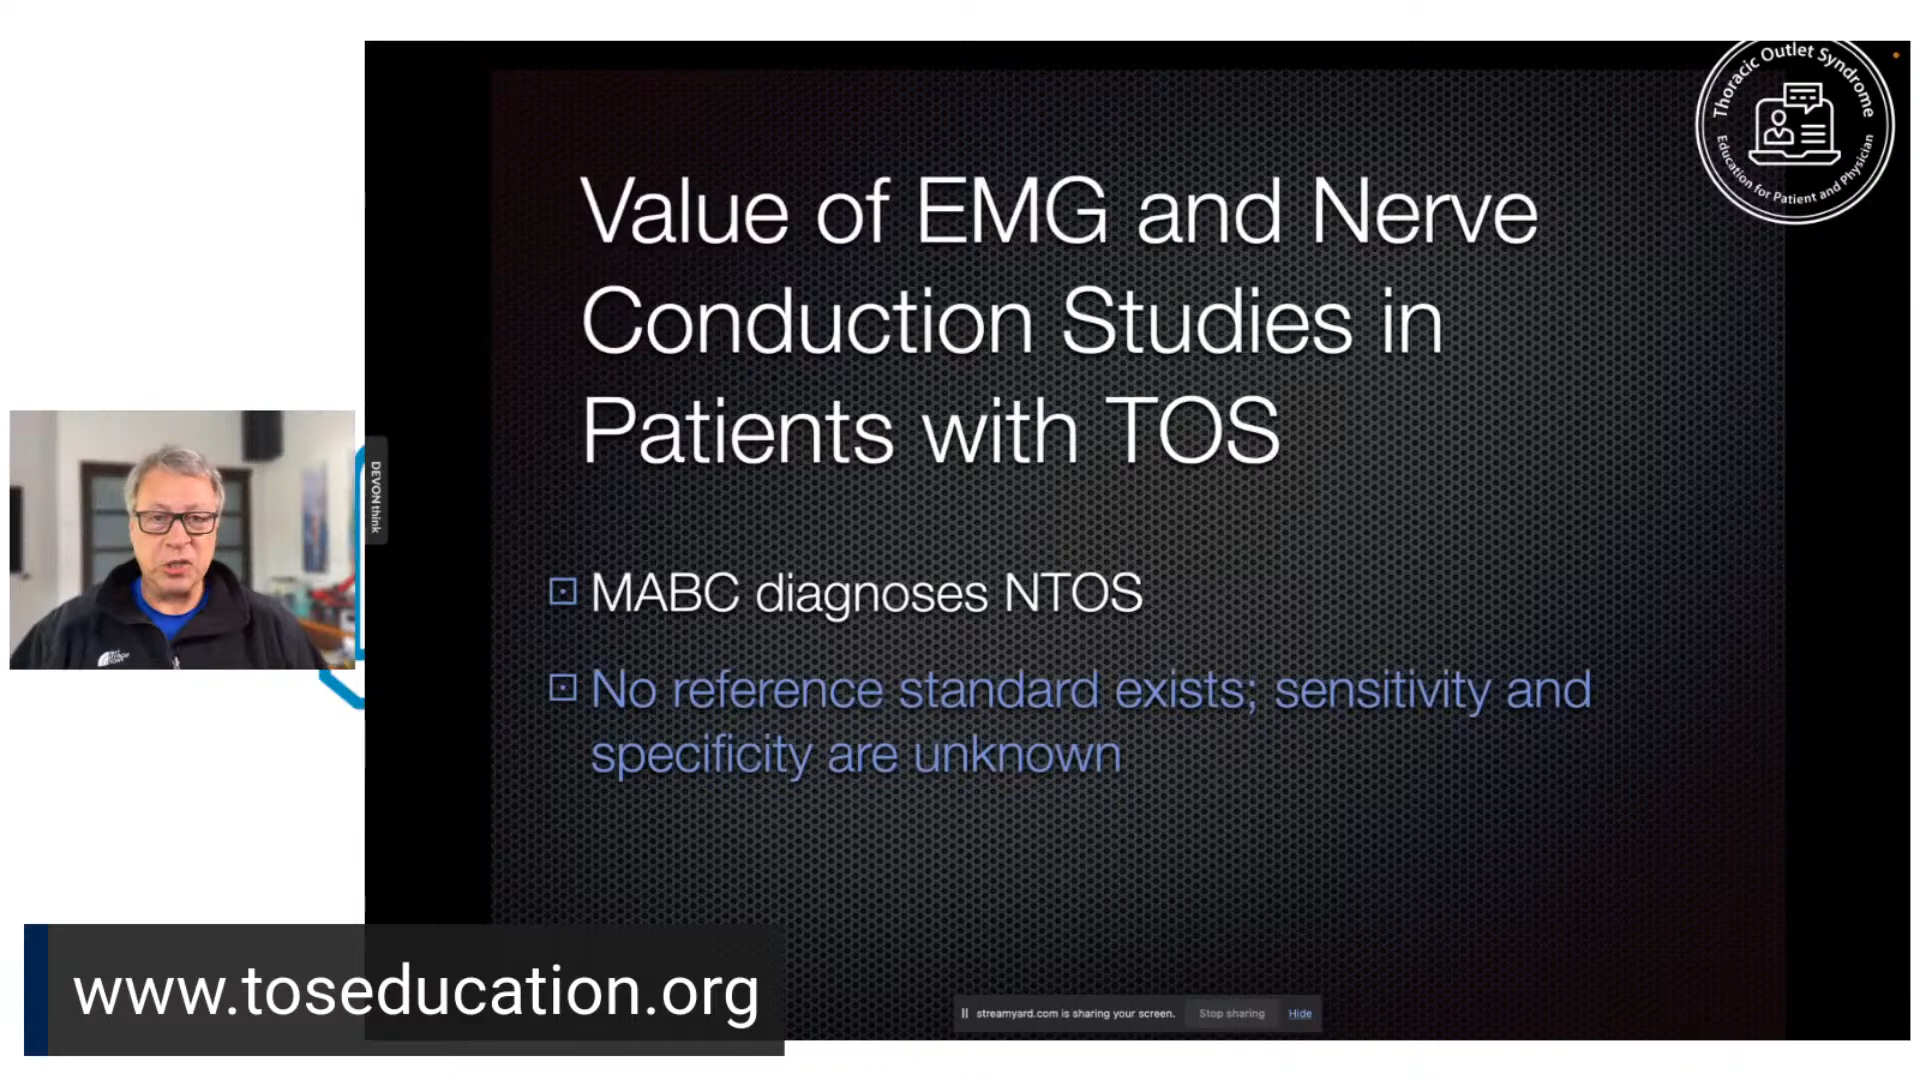 Thoracic Outlet Syndrome
Education for Patient and Physician
Value of EMG and Nerve
Conduction Studies in
Patients with TOS
DEVONthink
MABC diagnoses NTOS
No reference standard exists; sensitivity and
specificity are unknown
www.toseducation.org
streamyard.com is sharing your screen. Stop sharing Hide